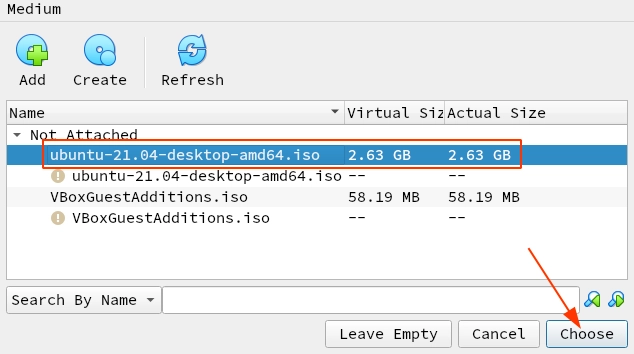 Medium
Add Create Refresh
Name Virtual Siz Actual Size
Not Attached
ubuntu-21.04-desktop-amd64.iso 2.63 GB 2.63 GB
ubuntu-21.04-desktop-amd64.iso -- --
VBoxGuestAdditions.iso 58.19 MB 58.19 MB
VBoxGuestAdditions.iso -- --
Search By Name
Leave Empty Cancel Choose